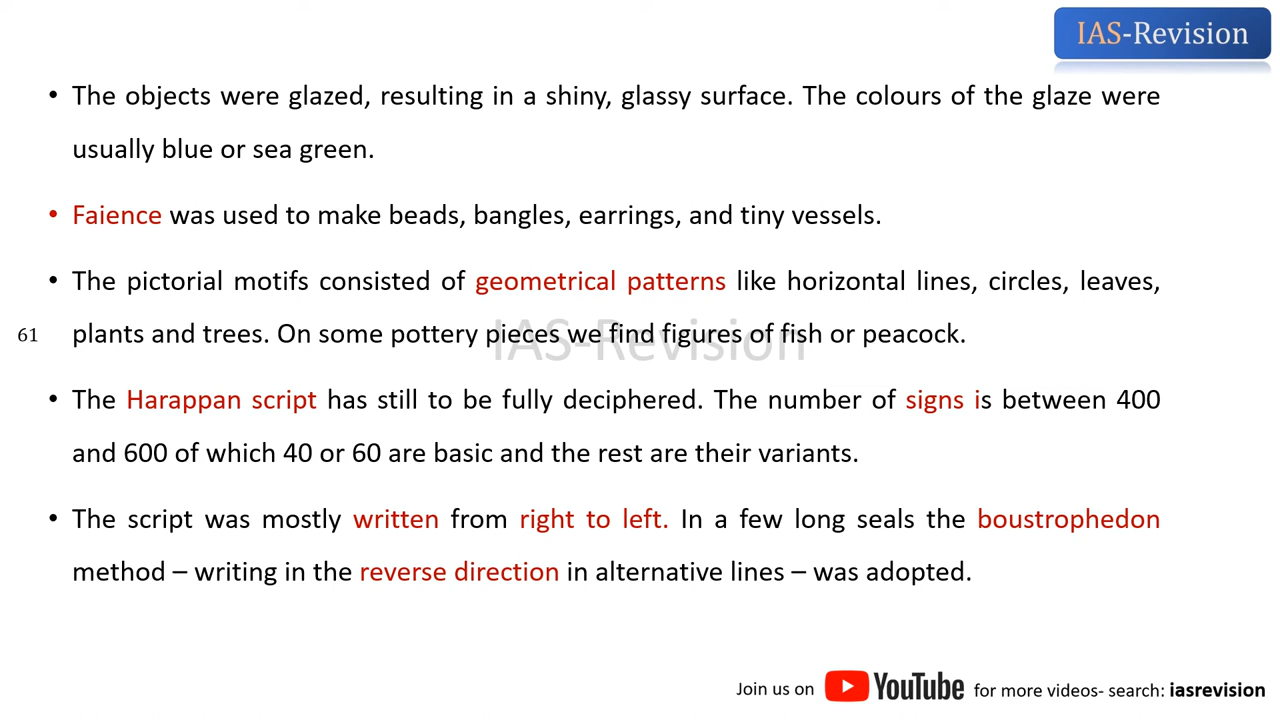 IAS-Revision
• The objects were glazed, resulting in a shiny, glassy surface. The colours of the glaze were
usually blue or sea green.
• Faience was used to make beads, bangles, earrings, and tiny vessels.
• The pictorial motifs consisted of geometrical patterns like horizontal lines, circles, leaves,
61 plants and trees. On some pottery pieces we find figures of fish or peacock.
IAS-Revision
• The Harappan script has still to be fully deciphered. The number of signs is between 400
and 600 of which 40 or 60 are basic and the rest are their variants.
• The script was mostly written from right to left. In a few long seals the boustrophedon
method – writing in the reverse direction in alternative lines – was adopted.
Join us on YouTube for more videos- search: iasrevision